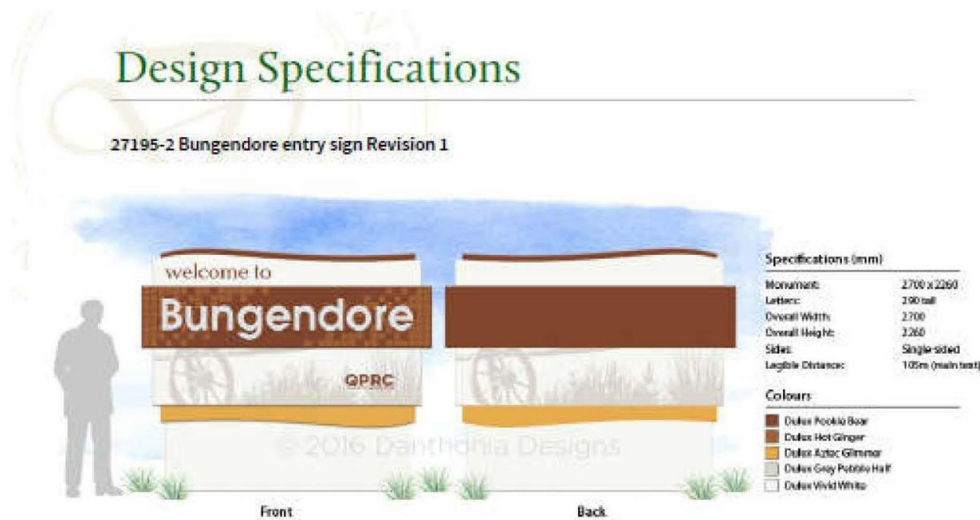 Design Specifications
27195-2 Bungendore entry sign Revision 1
welcome to
Bungendore
QPRC
© 2016 Danthonia Designs
Front
Back
Specifications (mm)
Monument: 2700 x 2260
Letters: 290 tall
Overall Width: 2700
Overall Height: 2260
Sides: Single-sided
Legible Distance: 105m (main text)
Colours
Dulux Pookie Bear
Dulux Hot Ginger
Dulux Aztec Glimmer
Dulux Grey Pebble Half
Dulux Vivid White